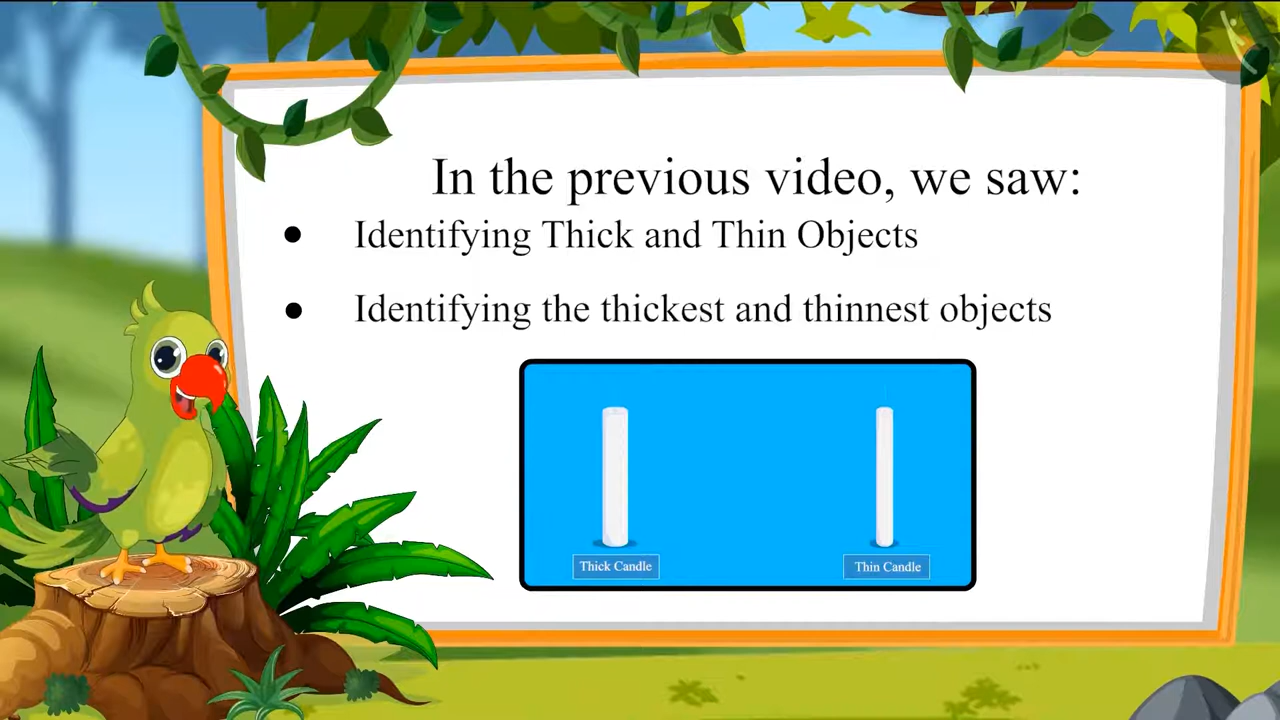 In the previous video, we saw:
● Identifying Thick and Thin Objects
● Identifying the thickest and thinnest objects
Thick Candle
Thin Candle